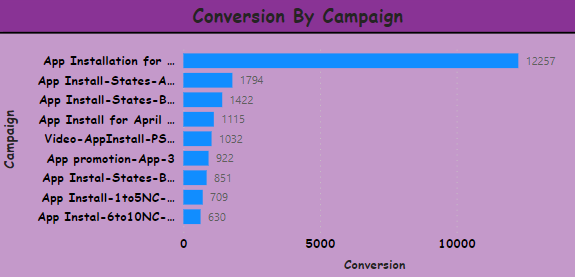 Conversion By Campaign
Campaign
App Installation for ... 12257
App Install-States-A... 1794
App Install-States-B... 1422
App Install for April ... 1115
Video-AppInstall-PS... 1032
App promotion-App-3 922
App Instal-States-B... 851
App Install-1to5NC-... 709
App Instal-6to10NC-... 630
0 5000 10000
Conversion